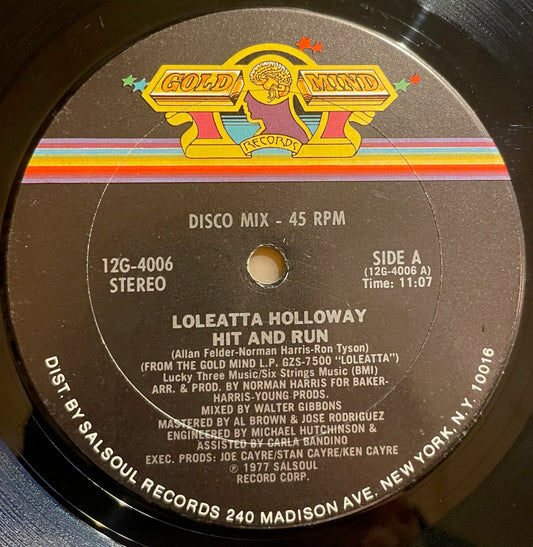 GOLD MIND
RECORDS
DISCO MIX - 45 RPM
12G-4006
STEREO
SIDE A
(12G-4006 A)
Time: 11:07
LOLEATTA HOLLOWAY
HIT AND RUN
(Allan Felder-Norman Harris-Ron Tyson)
(FROM THE GOLD MIND L.P. GZS-7500 "LOLEATTA")
Lucky Three Music/Six Strings Music (BMI)
ARR. & PROD. BY NORMAN HARRIS FOR BAKER-
HARRIS-YOUNG PRODS.
MIXED BY WALTER GIBBONS
MASTERED BY AL BROWN & JOSE RODRIGUEZ
ENGINEERED BY MICHAEL HUTCHINSON &
ASSISTED BY CARLA BANDINO
EXEC. PRODS: JOE CAYRE/STAN CAYRE/KEN CAYRE
℗ 1977 SALSOUL
RECORD CORP.
DIST. BY SALSOUL RECORDS 240 MADISON AVE. NEW YORK, N.Y. 10016